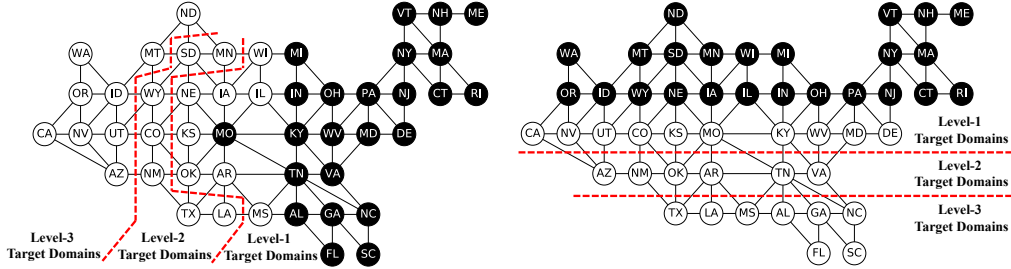 ND VT NH ME
WA MT SD MN WI MI NY MA
OR ID WY NE IA IL IN OH PA NJ CT RI
CA NV UT CO KS MO KY WV MD DE
AZ NM OK AR TN VA
TX LA MS AL GA NC
FL SC
Level-3
Target Domains
Level-2
Target Domains
Level-1
Target Domains
ND VT NH ME
WA MT SD MN WI MI NY MA
OR ID WY NE IA IL IN OH PA NJ CT RI
CA NV UT CO KS MO KY WV MD DE
AZ NM OK AR TN VA
TX LA MS AL GA NC
FL SC
Level-1
Target Domains
Level-2
Target Domains
Level-3
Target Domains